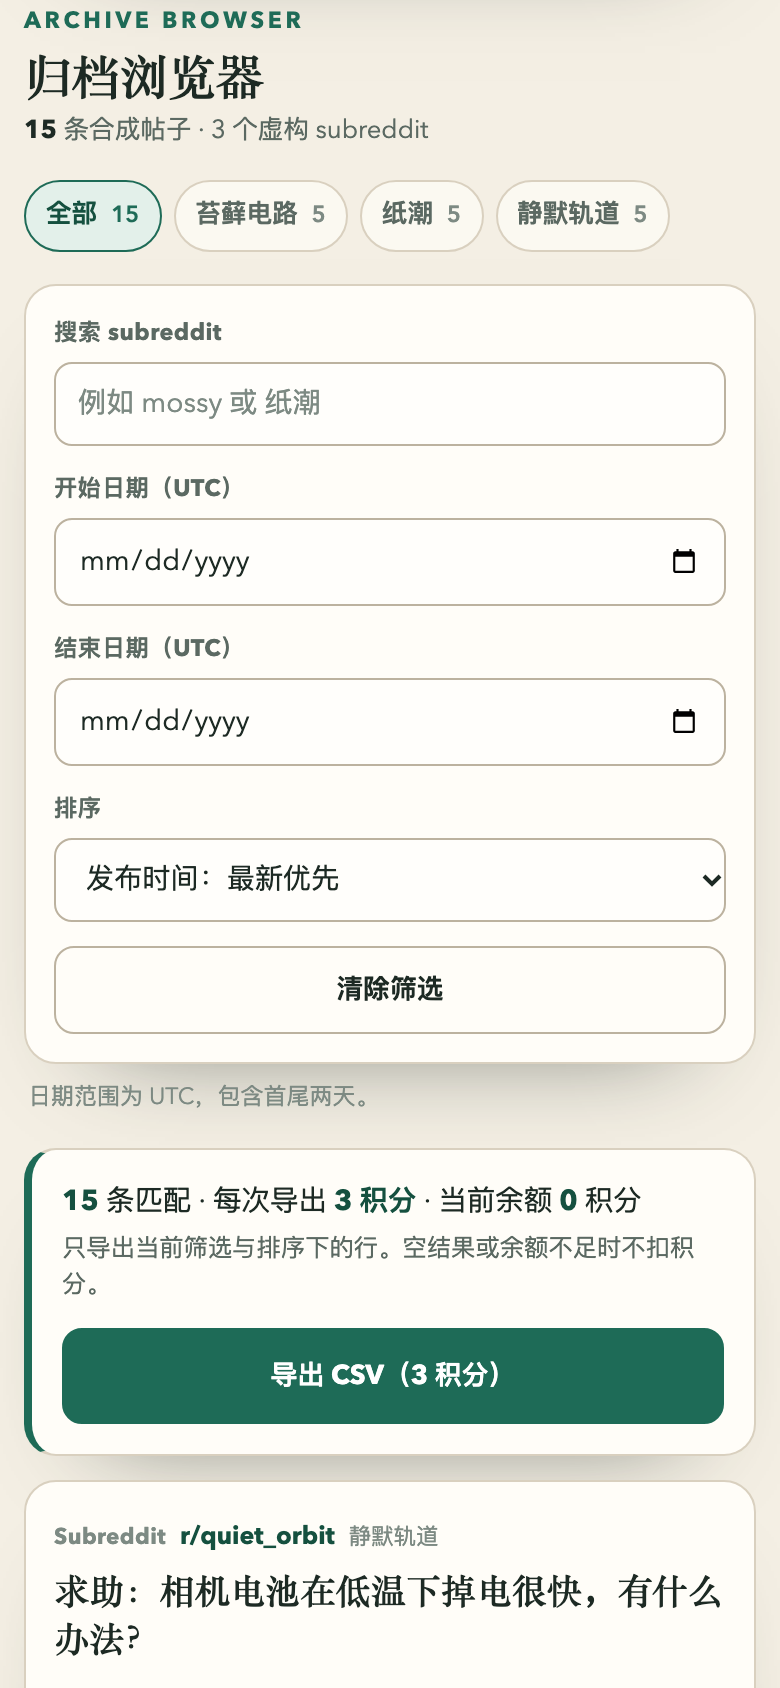 ARCHIVE BROWSER
归档浏览器
15 条合成帖子 · 3 个虚构 subreddit
全部 15 苔藓电路 5 纸潮 5 静默轨道 5
搜索 subreddit
例如 mossy 或 纸潮
开始日期（UTC）
mm/dd/yyyy
结束日期（UTC）
mm/dd/yyyy
排序
发布时间：最新优先
清除筛选
日期范围为 UTC，包含首尾两天。
15 条匹配 · 每次导出 3 积分 · 当前余额 0 积分
只导出当前筛选与排序下的行。空结果或余额不足时不扣积
分。
导出 CSV（3 积分）
Subreddit r/quiet_orbit 静默轨道
求助：相机电池在低温下掉电很快，有什么
办法？